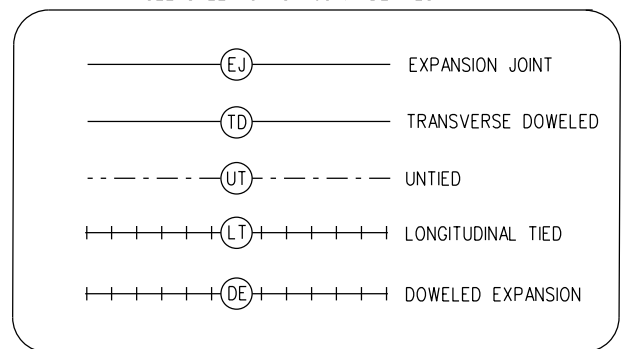 EJ EXPANSION JOINT
TD TRANSVERSE DOWELED
UT UNTIED
LT LONGITUDINAL TIED
DE DOWELED EXPANSION